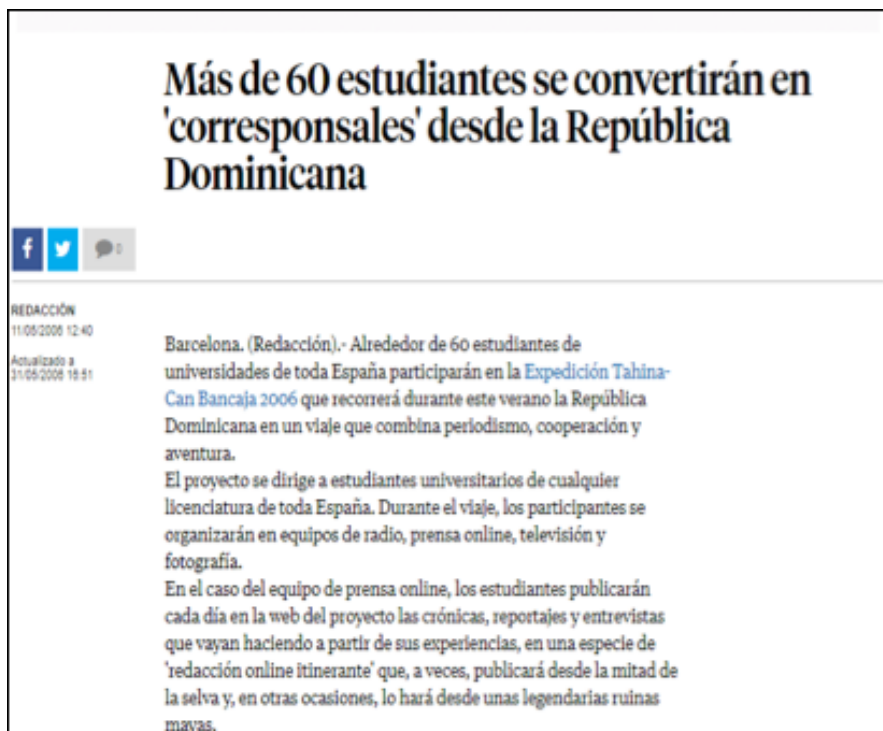 Más de 60 estudiantes se convertirán en
'corresponsales' desde la República
Dominicana
f
0
REDACCIÓN
11/05/2006 12:40
Actualizado a
31/05/2006 16:51
Barcelona. (Redacción).- Alrededor de 60 estudiantes de
universidades de toda España participarán en la Expedición Tahina-
Can Bancaja 2006 que recorrerá durante este verano la República
Dominicana en un viaje que combina periodismo, cooperación y
aventura.
El proyecto se dirige a estudiantes universitarios de cualquier
licenciatura de toda España. Durante el viaje, los participantes se
organizarán en equipos de radio, prensa online, televisión y
fotografía.
En el caso del equipo de prensa online, los estudiantes publicarán
cada día en la web del proyecto las crónicas, reportajes y entrevistas
que vayan haciendo a partir de sus experiencias, en una especie de
'redacción online itinerante' que, a veces, publicará desde la mitad de
la selva y, en otras ocasiones, lo hará desde unas legendarias ruinas
mayas.